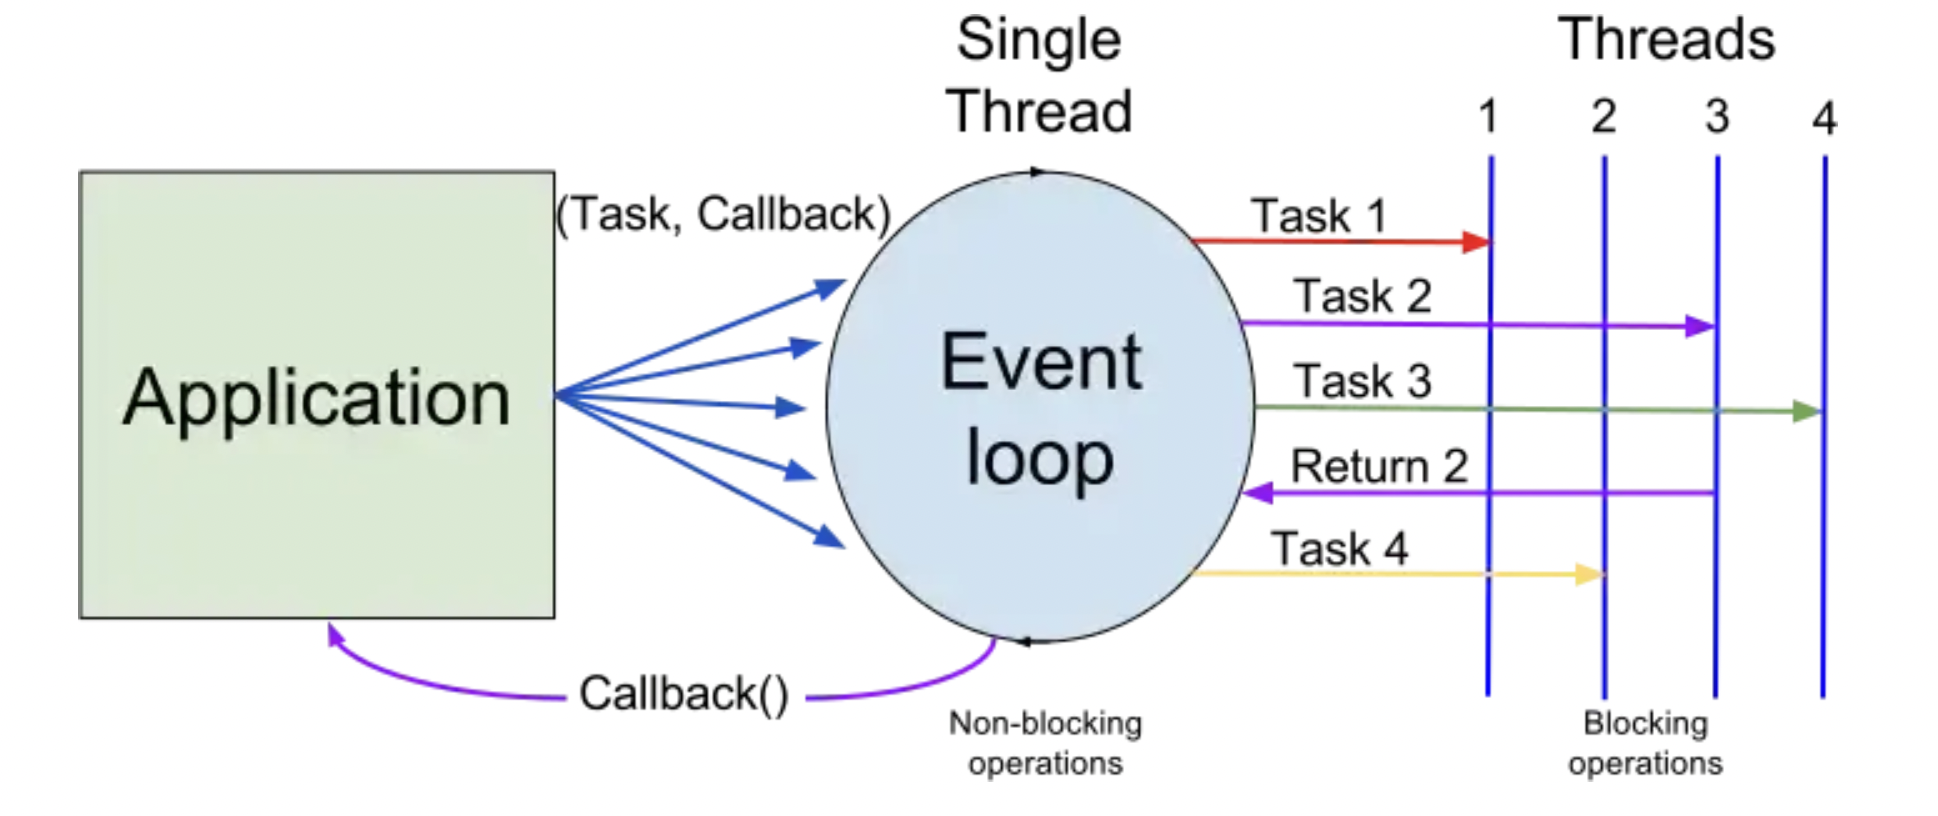 Single
Thread
Threads
1 2 3 4
(Task, Callback)
Task 1
Task 2
Task 3
Return 2
Task 4
Application
Event
loop
Callback()
Non-blocking
operations
Blocking
operations